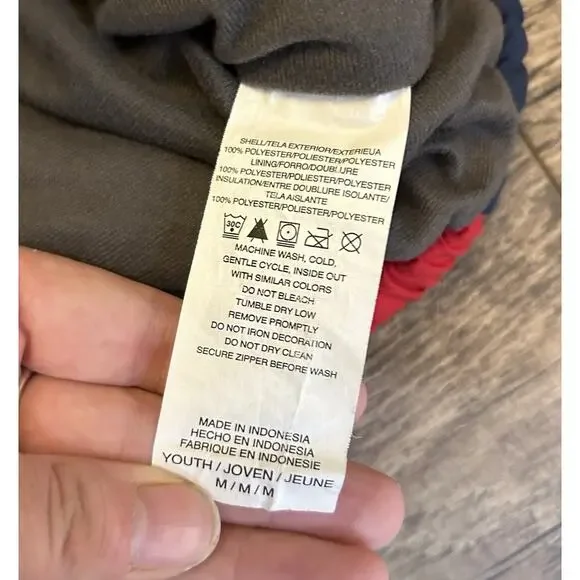 SHELL/TELA EXTERIOR/EXTERIEUA
100% POLYESTER/POLIESTER/POLYESTER
LINING/FORRO/DOUBLURE
100% POLYESTER/POLIESTER/POLYESTER
INSULATION/ENTRE DOUBLURE ISOLANTE/
TELA AISLANTE
100% POLYESTER/POLIESTER/POLYESTER
30C
MACHINE WASH, COLD,
GENTLE CYCLE, INSIDE OUT
WITH SIMILAR COLORS
DO NOT BLEACH
TUMBLE DRY LOW
REMOVE PROMPTLY
DO NOT IRON DECORATION
DO NOT DRY CLEAN
SECURE ZIPPER BEFORE WASH
MADE IN INDONESIA
HECHO EN INDONESIA
FABRIQUE EN INDONESIE
YOUTH / JOVEN / JEUNE
M / M / M